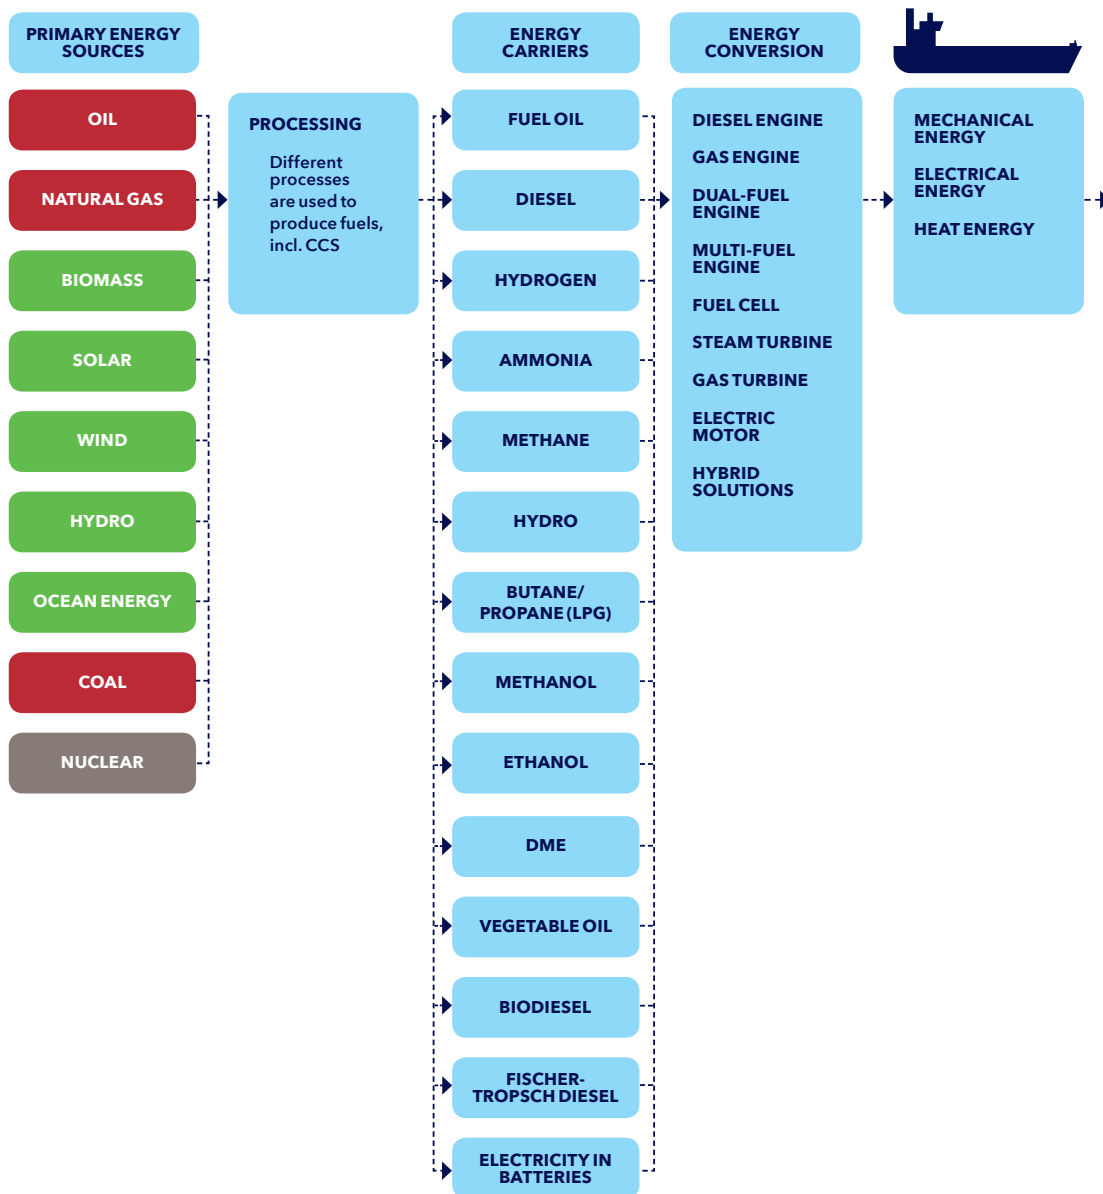 PRIMARY ENERGY
SOURCES
OIL
NATURAL GAS
BIOMASS
SOLAR
WIND
HYDRO
OCEAN ENERGY
COAL
NUCLEAR
PROCESSING
Different
processes
are used to
produce fuels,
incl. CCS
ENERGY
CARRIERS
FUEL OIL
DIESEL
HYDROGEN
AMMONIA
METHANE
HYDRO
BUTANE/
PROPANE (LPG)
METHANOL
ETHANOL
DME
VEGETABLE OIL
BIODIESEL
FISCHER-
TROPSCH DIESEL
ELECTRICITY IN
BATTERIES
ENERGY
CONVERSION
DIESEL ENGINE
GAS ENGINE
DUAL-FUEL
ENGINE
MULTI-FUEL
ENGINE
FUEL CELL
STEAM TURBINE
GAS TURBINE
ELECTRIC
MOTOR
HYBRID
SOLUTIONS
MECHANICAL
ENERGY
ELECTRICAL
ENERGY
HEAT ENERGY